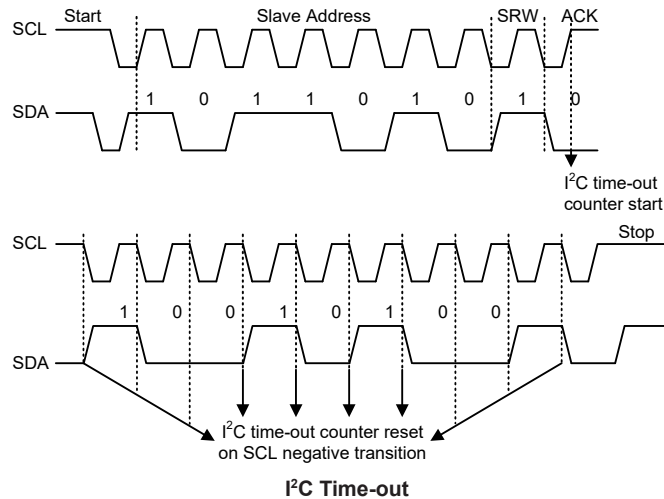 Start Slave Address SRW ACK
SCL
1 0 1 1 0 1 0 1 0
SDA
I²C time-out
counter start
Stop
SCL
1 0 0 1 0 1 0 0
SDA
I²C time-out counter reset
on SCL negative transition
I²C Time-out